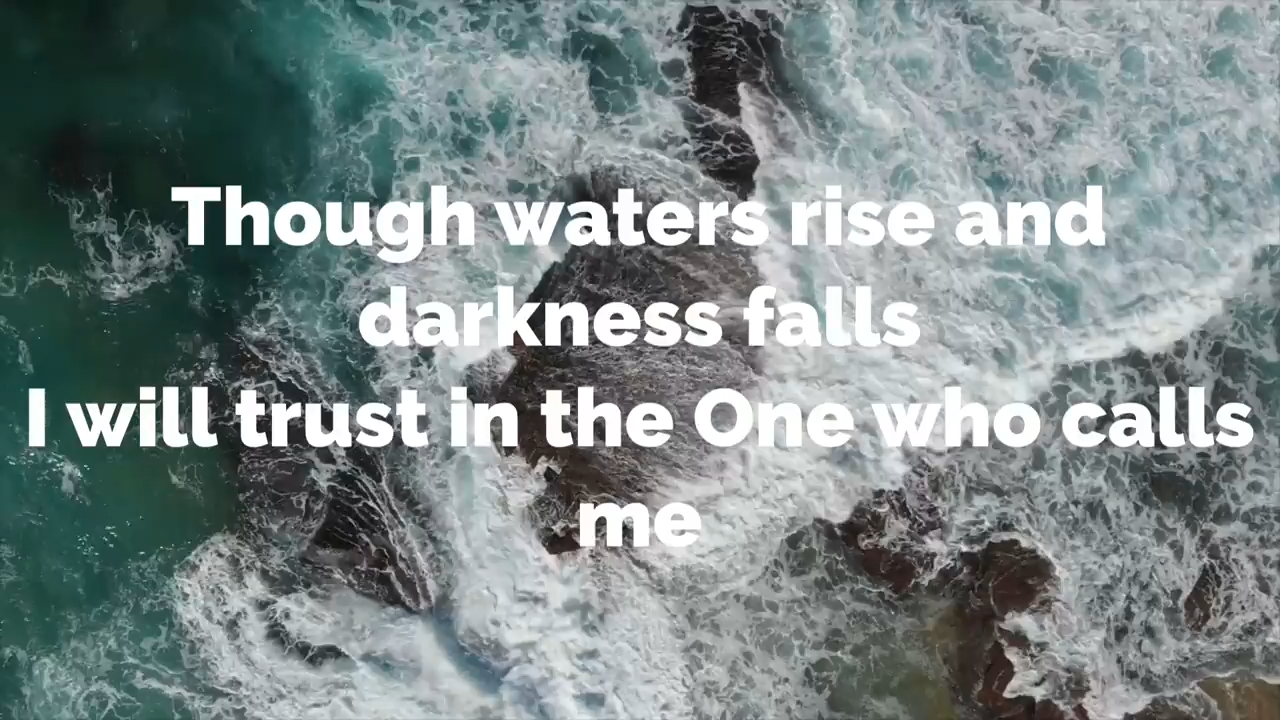 Though waters rise and
darkness falls
I will trust in the One who calls
me